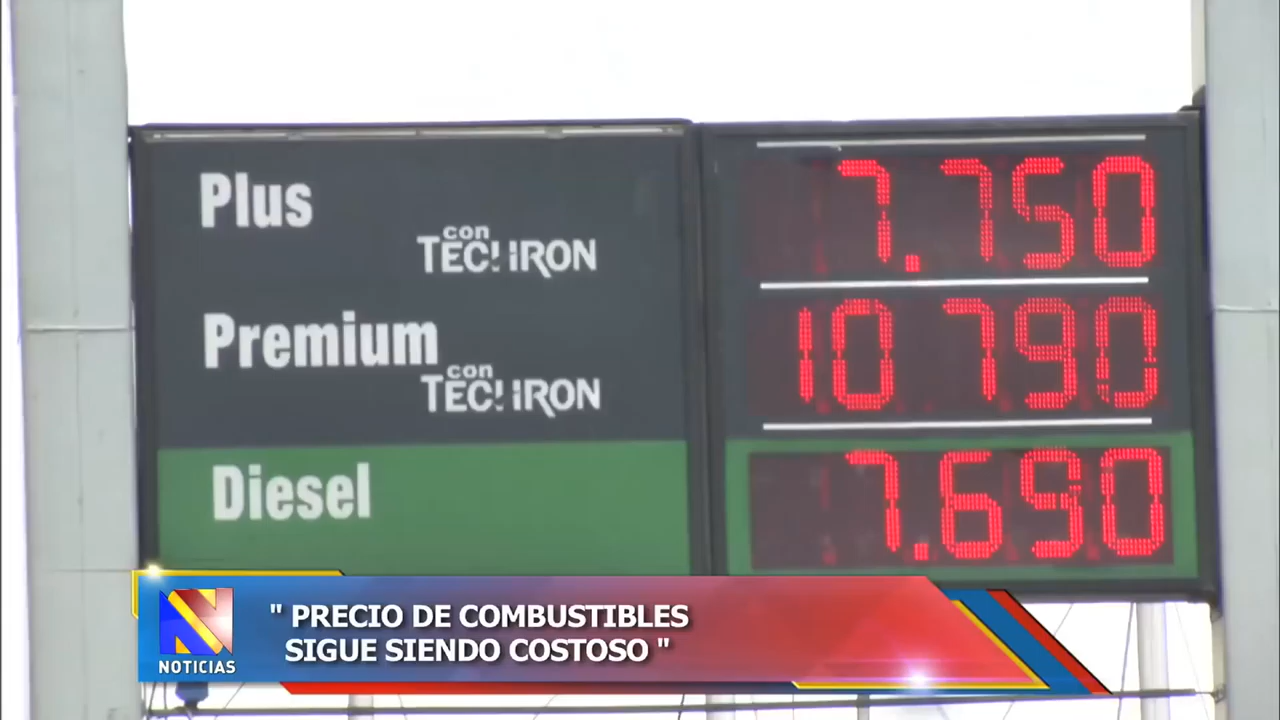 Plus
con
TECHRON
7.750
Premium
con
TECHRON
10 790
Diesel
7.690
N
NOTICIAS
" PRECIO DE COMBUSTIBLES
SIGUE SIENDO COSTOSO "